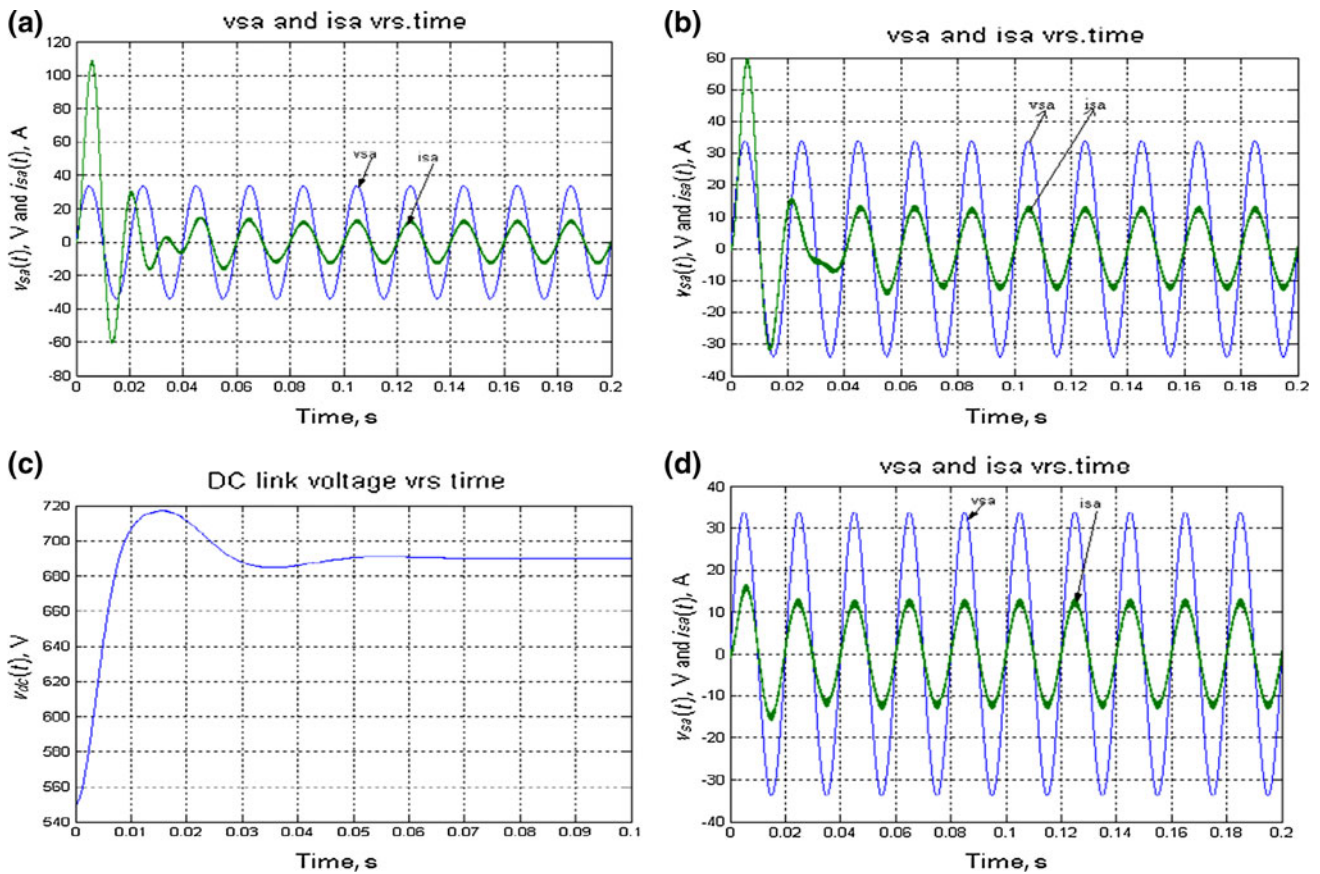 (a)
vsa and isa vrs.time
120
100
80
60
40
20
0
-20
-40
-60
-80
vsa
isa
0 0.02 0.04 0.06 0.08 0.1 0.12 0.14 0.16 0.18 0.2
vsa(t), V and isa(t), A
Time, s
(b)
vsa and isa vrs.time
60
50
40
30
20
10
0
-10
-20
-30
-40
vsa
isa
0 0.02 0.04 0.06 0.08 0.1 0.12 0.14 0.16 0.18 0.2
vsa(t), V and isa(t), A
Time, s
(c)
DC link voltage vrs time
720
700
680
660
640
620
600
580
560
540
0 0.01 0.02 0.03 0.04 0.05 0.06 0.07 0.08 0.09 0.1
vdc(t), V
Time, s
(d)
vsa and isa vrs.time
40
30
20
10
0
-10
-20
-30
-40
vsa
isa
0 0.02 0.04 0.06 0.08 0.1 0.12 0.14 0.16 0.18 0.2
vsa(t), V and isa(t), A
Time, s